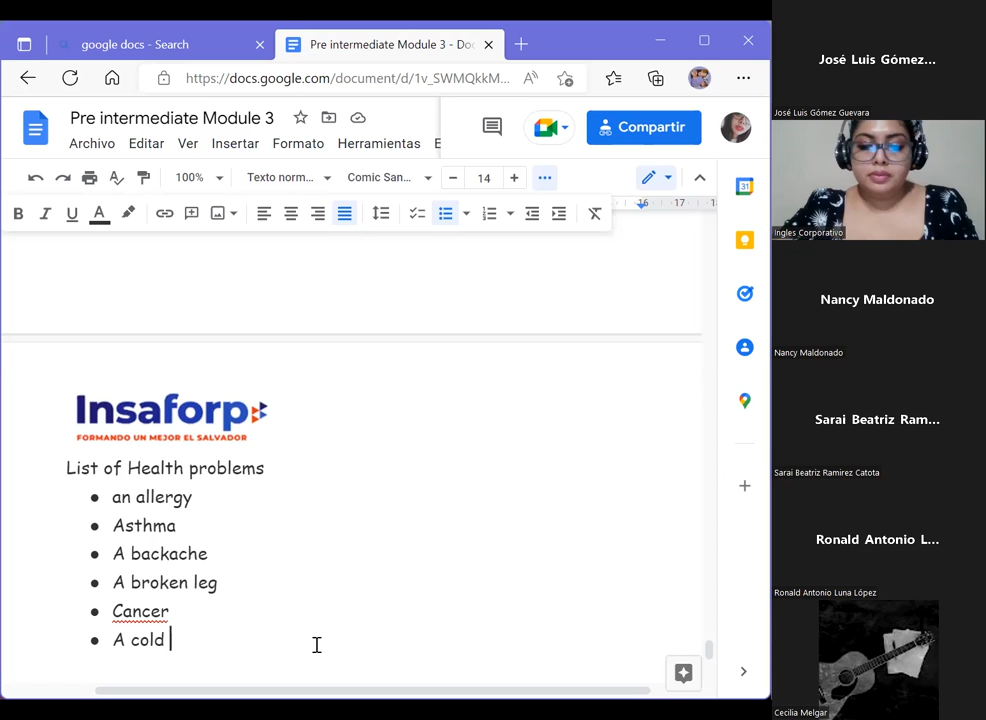 google docs - Search
Pre intermediate Module 3 - Doc
https://docs.google.com/document/d/1v_SWMQkkM...
Pre intermediate Module 3
Compartir
Archivo Editar Ver Insertar Formato Herramientas E
100% Texto norm... Comic San... 14
16 17
Insaforp
FORMANDO UN MEJOR EL SALVADOR
List of Health problems
● an allergy
● Asthma
● A backache
● A broken leg
● Cancer
● A cold
31
José Luis Gómez...
José Luis Gómez Guevara
Ingles Corporativo
Nancy Maldonado
Nancy Maldonado
Sarai Beatriz Ram...
Sarai Beatriz Ramirez Catota
Ronald Antonio L...
Ronald Antonio Luna López
Cecilia Melgar